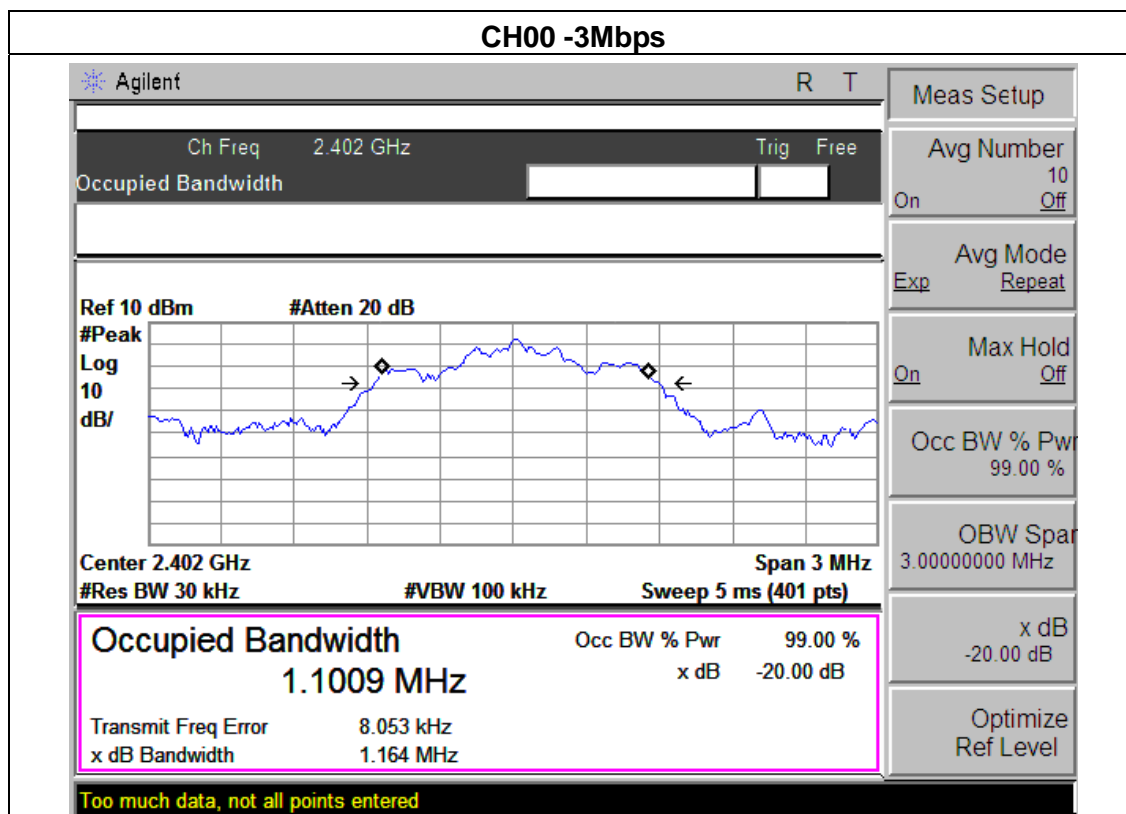 CH00 -3Mbps
Agilent R T
Ch Freq 2.402 GHz Trig Free
Occupied Bandwidth
Ref 10 dBm #Atten 20 dB
#Peak
Log
10
dB/
Center 2.402 GHz Span 3 MHz
#Res BW 30 kHz #VBW 100 kHz Sweep 5 ms (401 pts)
Occupied Bandwidth Occ BW % Pwr 99.00 %
1.1009 MHz x dB -20.00 dB
Transmit Freq Error 8.053 kHz
x dB Bandwidth 1.164 MHz
Too much data, not all points entered
Meas Setup
Avg Number
10
On Off
Avg Mode
Exp Repeat
Max Hold
On Off
Occ BW % Pwr
99.00 %
OBW Span
3.00000000 MHz
x dB
-20.00 dB
Optimize
Ref Level